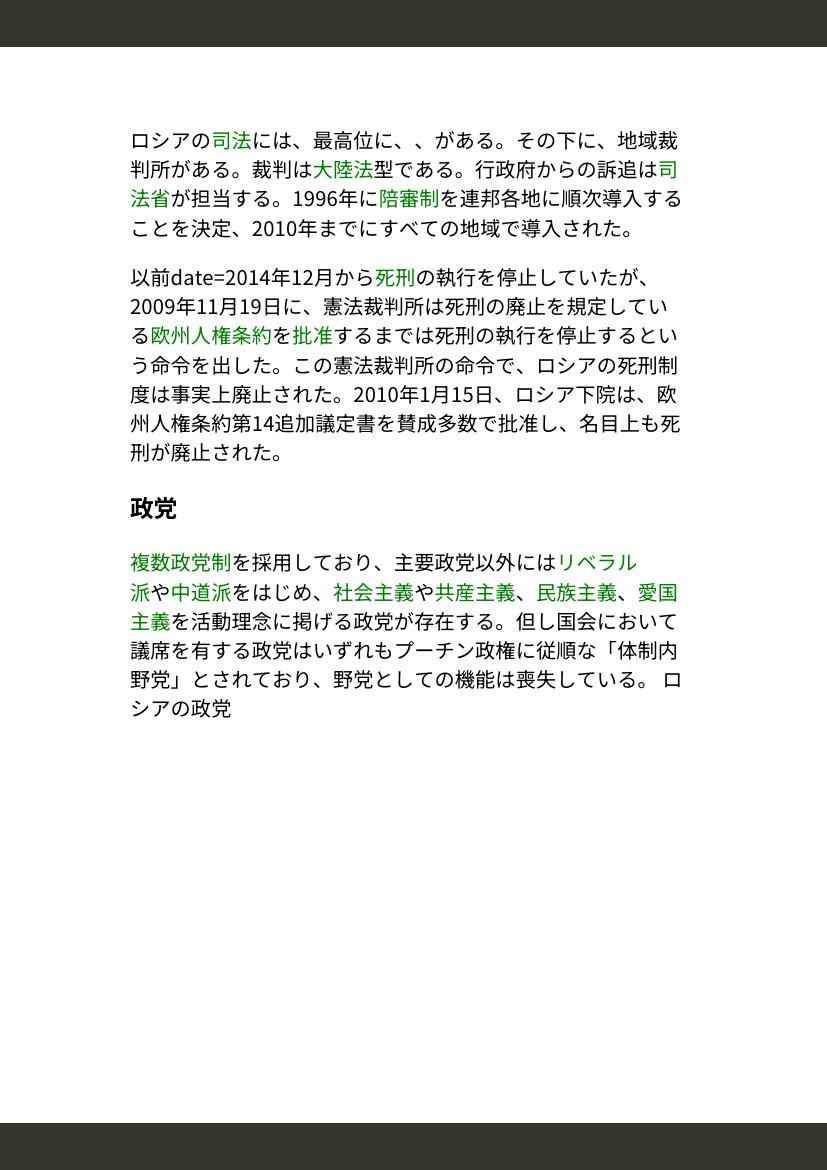 ロシアの司法には、最高位に、、がある。その下に、地域裁
判所がある。裁判は大陸法型である。行政府からの訴追は司
法省が担当する。1996年に陪審制を連邦各地に順次導入する
ことを決定、2010年までにすべての地域で導入された。
以前date=2014年12月から死刑の執行を停止していたが、
2009年11月19日に、憲法裁判所は死刑の廃止を規定してい
る欧州人権条約を批准するまでは死刑の執行を停止するとい
う命令を出した。この憲法裁判所の命令で、ロシアの死刑制
度は事実上廃止された。2010年1月15日、ロシア下院は、欧
州人権条約第14追加議定書を賛成多数で批准し、名目上も死
刑が廃止された。
政党
複数政党制を採用しており、主要政党以外にはリベラル
派や中道派をはじめ、社会主義や共産主義、民族主義、愛国
主義を活動理念に掲げる政党が存在する。但し国会において
議席を有する政党はいずれもプーチン政権に従順な「体制内
野党」とされており、野党としての機能は喪失している。 ロ
シアの政党